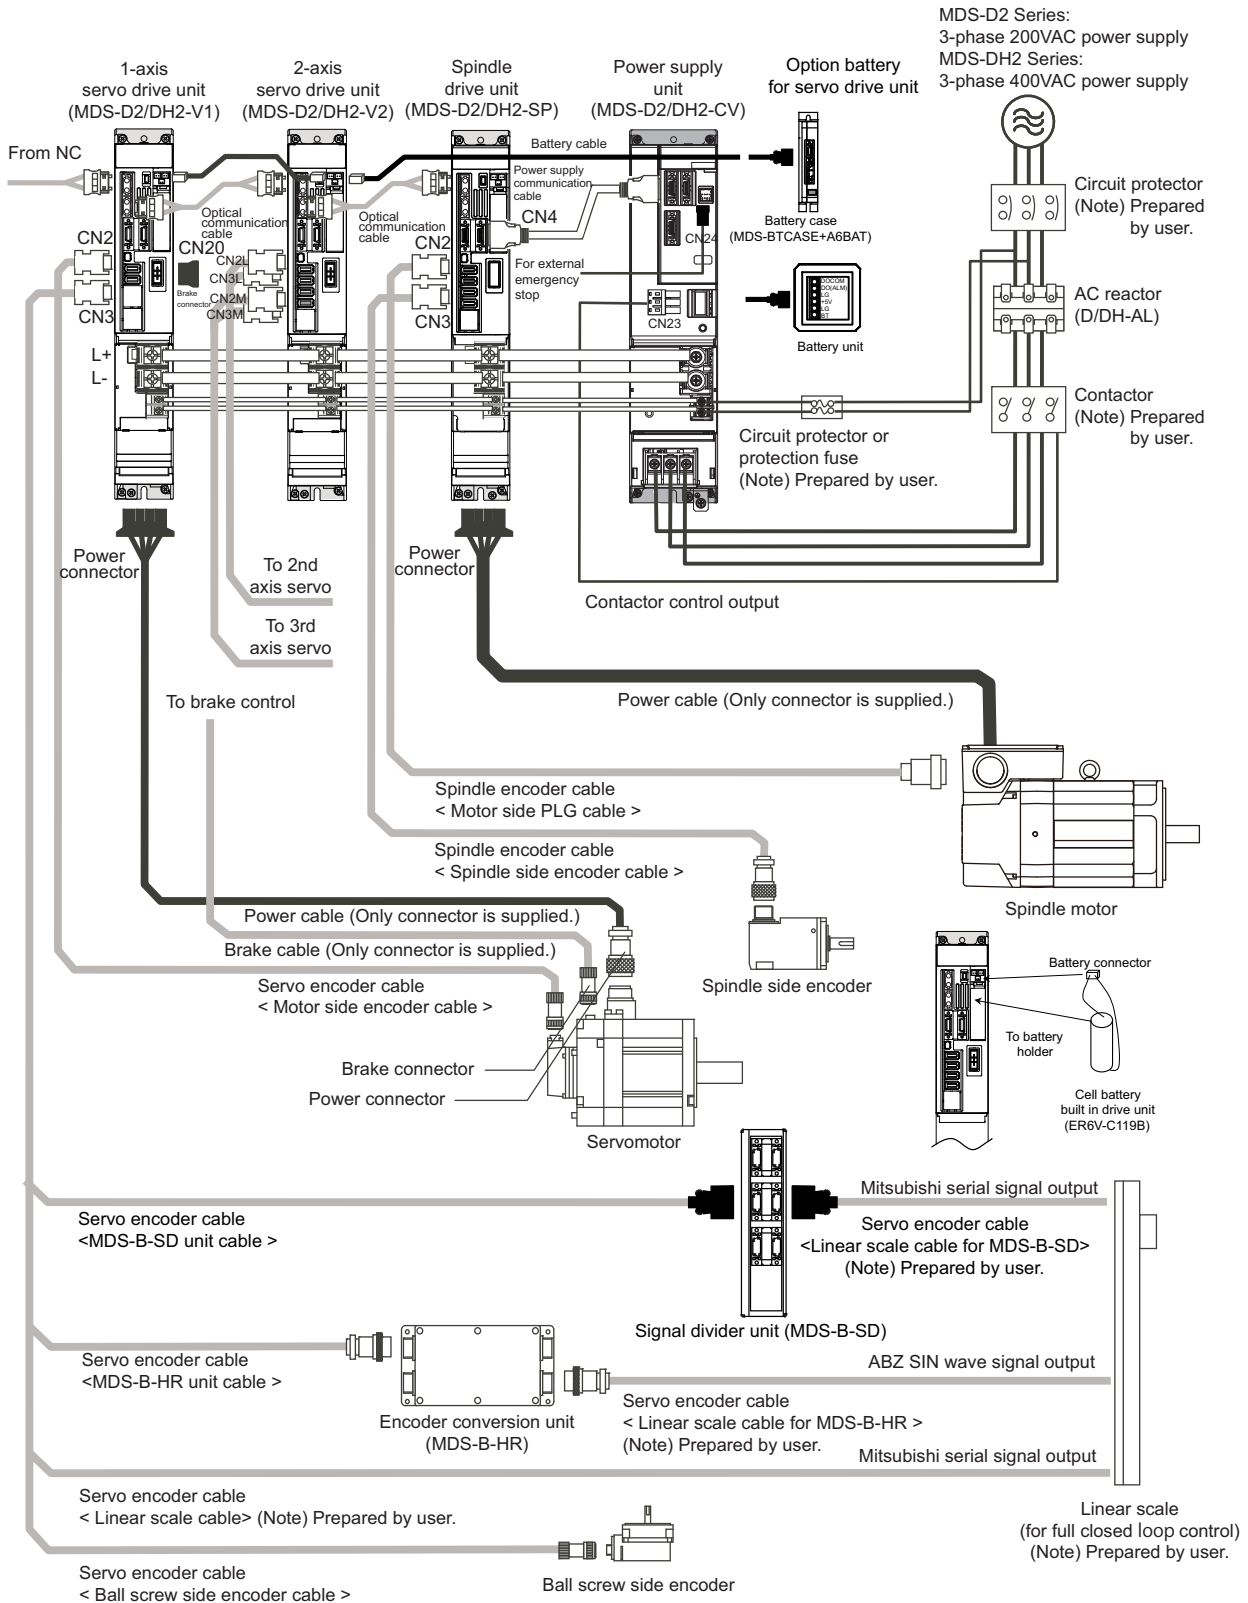 MDS-D2 Series:
3-phase 200VAC power supply
MDS-DH2 Series:
3-phase 400VAC power supply
1-axis
servo drive unit
(MDS-D2/DH2-V1)
2-axis
servo drive unit
(MDS-D2/DH2-V2)
Spindle
drive unit
(MDS-D2/DH2-SP)
Power supply
unit
(MDS-D2/DH2-CV)
Option battery
for servo drive unit
From NC
Battery cable
Power supply
communication
cable
CN4
Optical
communication
cable
Optical
communication
cable
Battery case
(MDS-BTCASE+A6BAT)
Circuit protector
(Note) Prepared
by user.
CN2
CN20
CN2L
CN3L
CN2M
CN3M
Brake
connector
CN3
CN2
CN3
CN24
For external
emergency
stop
CN23
DOCOM
DO(ALM)
LG
+5V
LG
BT
Battery unit
AC reactor
(D/DH-AL)
L+
L-
Contactor
(Note) Prepared
by user.
Circuit protector or
protection fuse
(Note) Prepared by user.
Power
connector
To 2nd
axis servo
To 3rd
axis servo
Power
connector
Contactor control output
To brake control
Power cable (Only connector is supplied.)
Spindle encoder cable
< Motor side PLG cable >
Spindle encoder cable
< Spindle side encoder cable >
Spindle motor
Power cable (Only connector is supplied.)
Brake cable (Only connector is supplied.)
Servo encoder cable
< Motor side encoder cable >
Spindle side encoder
Battery connector
To battery
holder
Cell battery
built in drive unit
(ER6V-C119B)
Brake connector
Power connector
Servomotor
Mitsubishi serial signal output
Servo encoder cable
<MDS-B-SD unit cable >
Servo encoder cable
<Linear scale cable for MDS-B-SD>
(Note) Prepared by user.
Signal divider unit (MDS-B-SD)
Servo encoder cable
<MDS-B-HR unit cable >
ABZ SIN wave signal output
Encoder conversion unit
(MDS-B-HR)
Servo encoder cable
< Linear scale cable for MDS-B-HR >
(Note) Prepared by user.
Mitsubishi serial signal output
Servo encoder cable
< Linear scale cable> (Note) Prepared by user.
Linear scale
(for full closed loop control)
(Note) Prepared by user.
Servo encoder cable
< Ball screw side encoder cable >
Ball screw side encoder